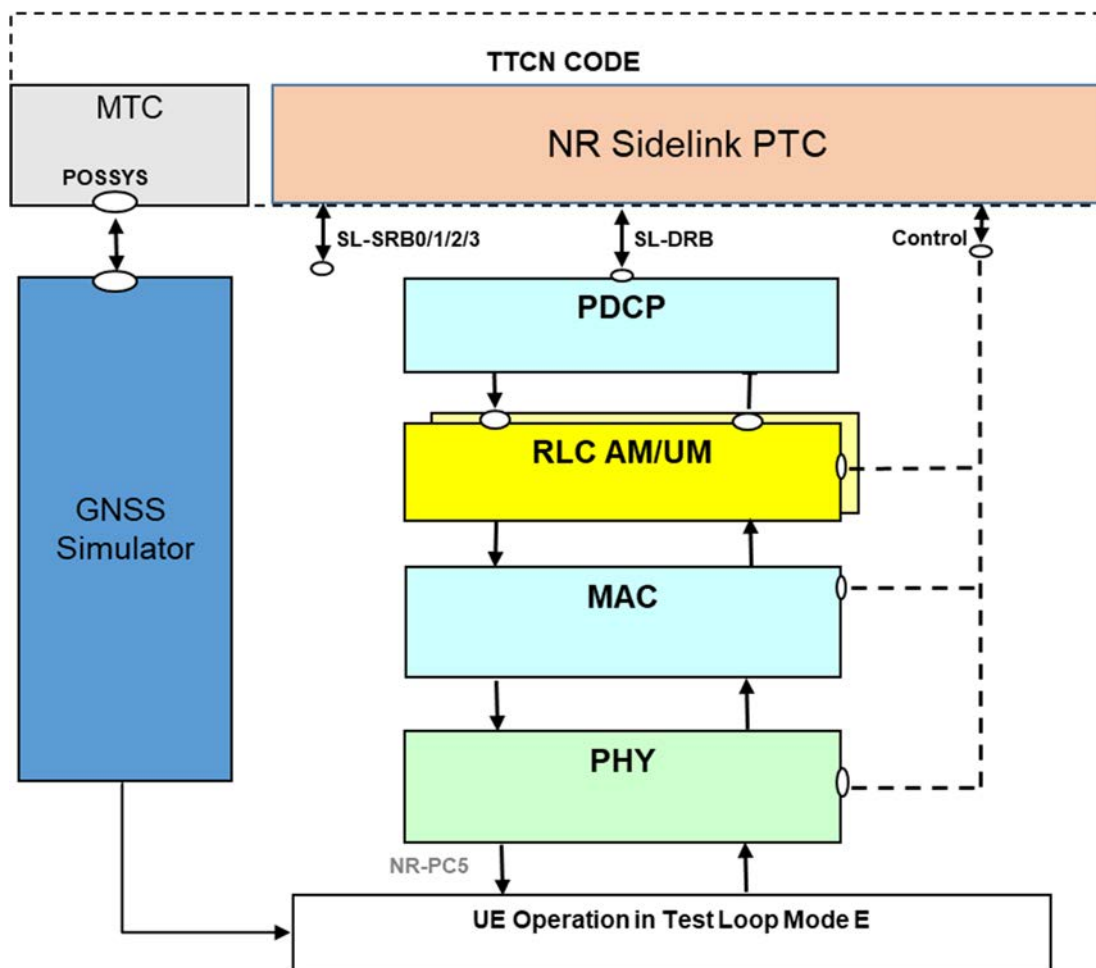 TTCN CODE
MTC
NR Sidelink PTC
POSSYS
SL-SRB0/1/2/3
SL-DRB
Control
PDCP
RLC AM/UM
GNSS
Simulator
MAC
PHY
NR-PC5
UE Operation in Test Loop Mode E